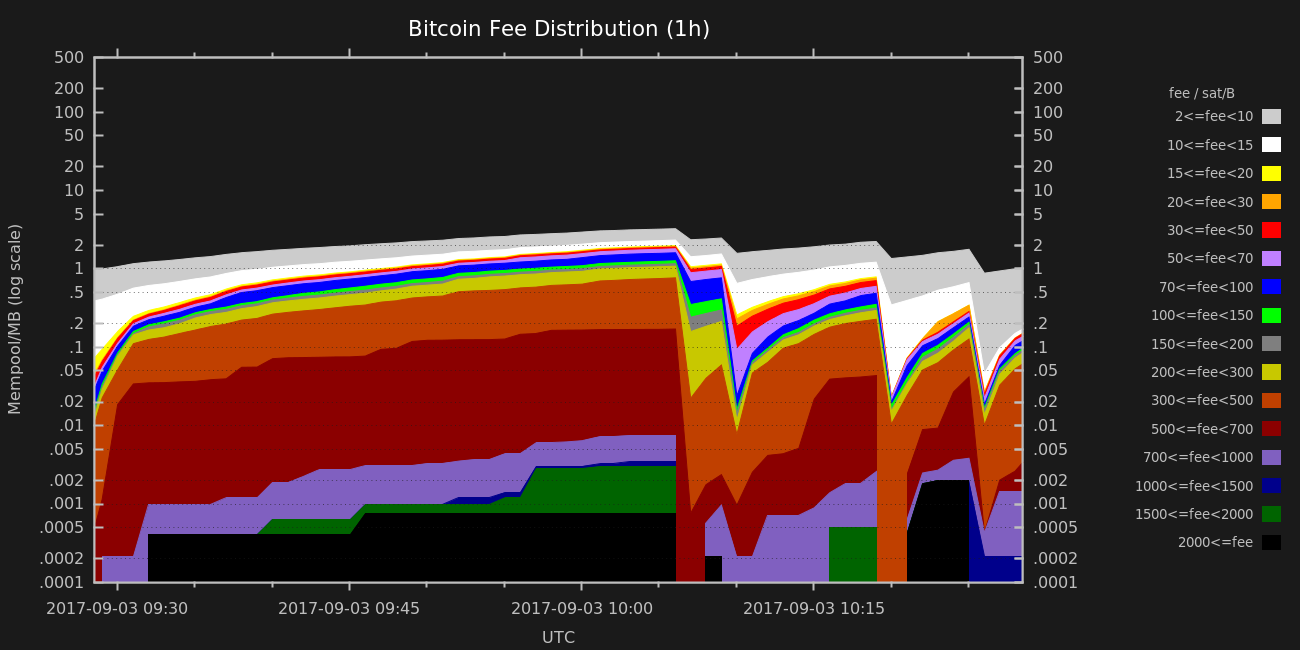 Bitcoin Fee Distribution (1h)
Mempool/MB (log scale)
500
200
100
50
20
10
5
2
1
.5
.2
.1
.05
.02
.01
.005
.002
.001
.0005
.0002
.0001
500
200
100
50
20
10
5
2
1
.5
.2
.1
.05
.02
.01
.005
.002
.001
.0005
.0002
.0001
2017-09-03 09:30
2017-09-03 09:45
2017-09-03 10:00
2017-09-03 10:15
UTC
fee / sat/B
2<=fee<10
10<=fee<15
15<=fee<20
20<=fee<30
30<=fee<50
50<=fee<70
70<=fee<100
100<=fee<150
150<=fee<200
200<=fee<300
300<=fee<500
500<=fee<700
700<=fee<1000
1000<=fee<1500
1500<=fee<2000
2000<=fee